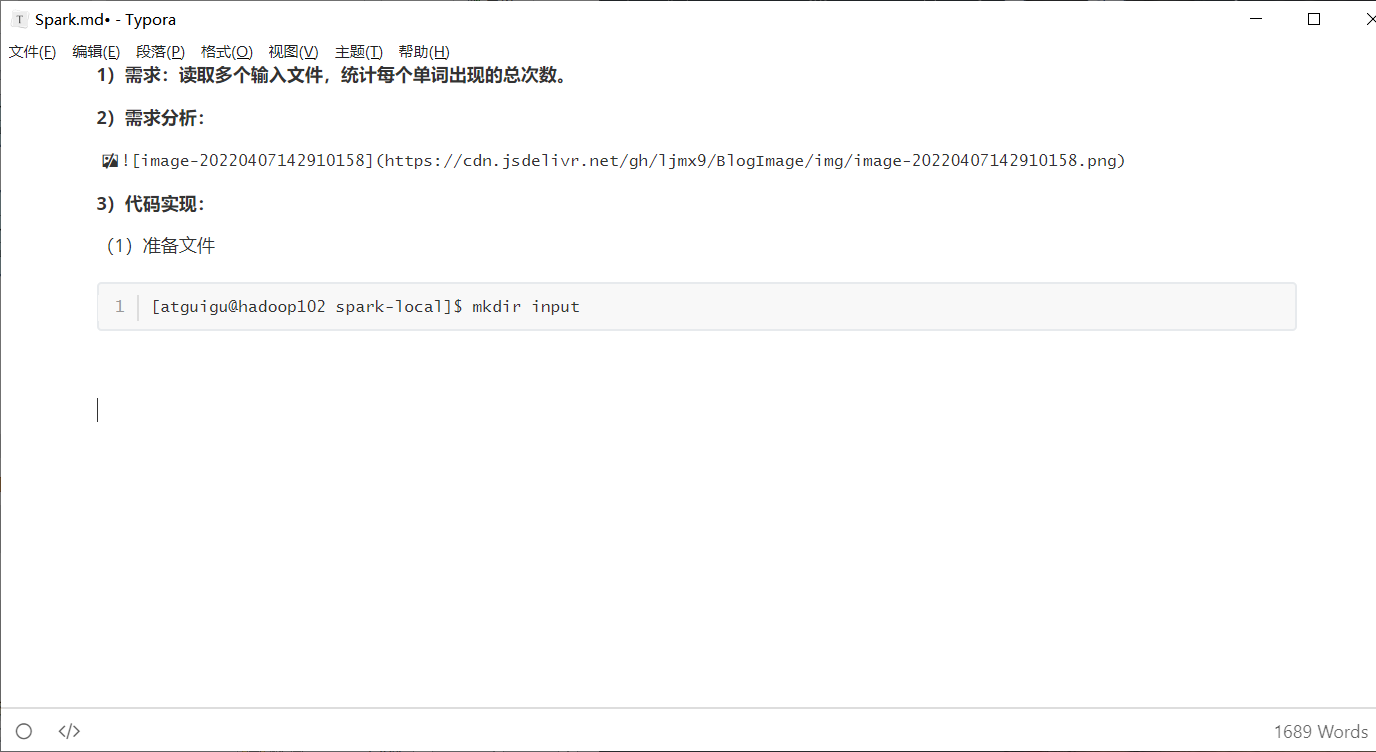 Spark.md• - Typora
文件(F) 编辑(E) 段落(P) 格式(O) 视图(V) 主题(T) 帮助(H)
1）需求：读取多个输入文件，统计每个单词出现的总次数。
2）需求分析：
![image-20220407142910158](https://cdn.jsdelivr.net/gh/ljmx9/BlogImage/img/image-20220407142910158.png)
3）代码实现：
（1）准备文件
1 [atguigu@hadoop102 spark-local]$ mkdir input
</> 1689 Words